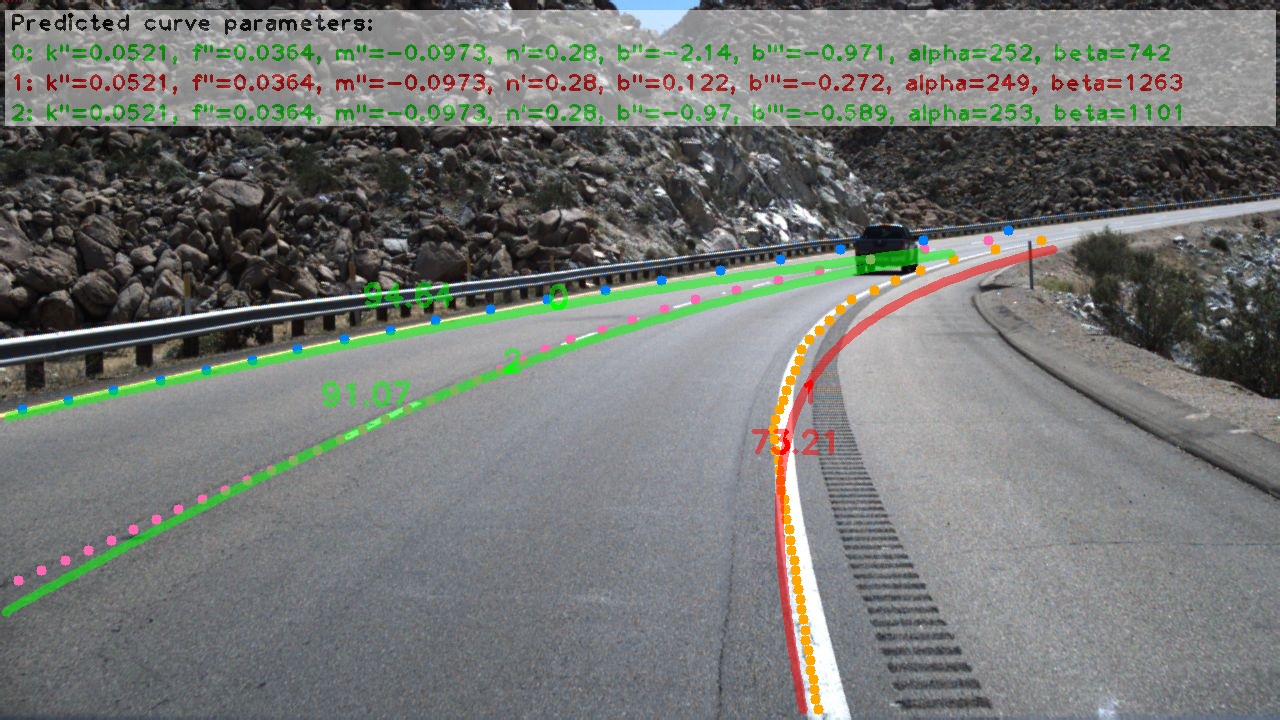 Predicted curve parameters:
0: k''=0.0521, f''=0.0364, m''=−0.0973, n'=0.28, b''=−2.14, b'''=−0.971, alpha=252, beta=742
1: k''=0.0521, f''=0.0364, m''=−0.0973, n'=0.28, b''=0.122, b'''=−0.272, alpha=249, beta=1263
2: k''=0.0521, f''=0.0364, m''=−0.0973, n'=0.28, b''=−0.97, b'''=−0.589, alpha=253, beta=1101
94.64 0
2
91.07
1
73.21